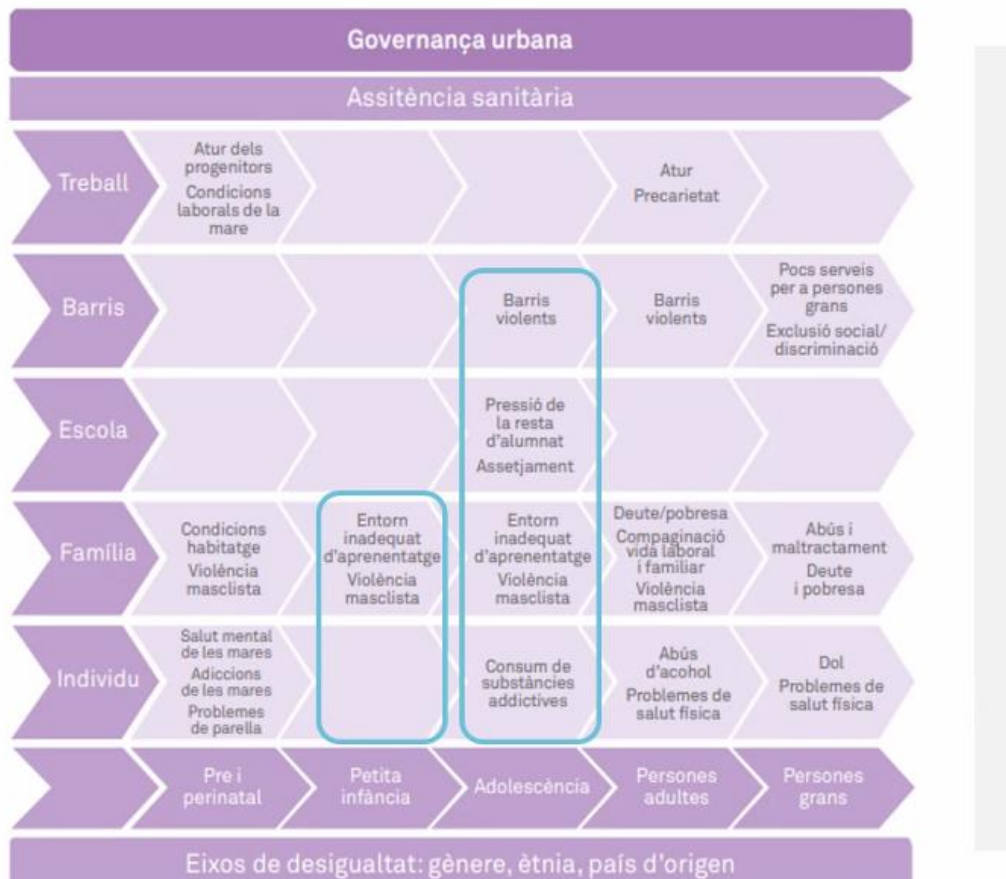 Governança urbana
Assitència sanitària
Treball
Atur dels
progenitors
Condicions
laborals de la
mare
Atur
Precarietat
Barris
Barris
violents
Barris
violents
Pocs serveis
per a persones
grans
Exclusió social/
discriminació
Escola
Pressió de
la resta
d'alumnat
Assetjament
Família
Condicions
habitatge
Violència
masclista
Entorn
inadequat
d'aprenentatge
Violència
masclista
Entorn
inadequat
d'aprenentatge
Violència
masclista
Deute/pobresa
Compaginació
vida laboral
i familiar
Violència
masclista
Abús i
maltractament
Deute
i pobresa
Individu
Salut mental
de les mares
Adiccions
de les mares
Problemes
de parella
Consum de
substàncies
addictives
Abús
d'acohol
Problemes de
salut física
Dol
Problemes de
salut física
Pre i
perinatal
Petita
infància
Adolescència
Persones
adultes
Persones
grans
Eixos de desigualtat: gènere, ètnia, país d'origen